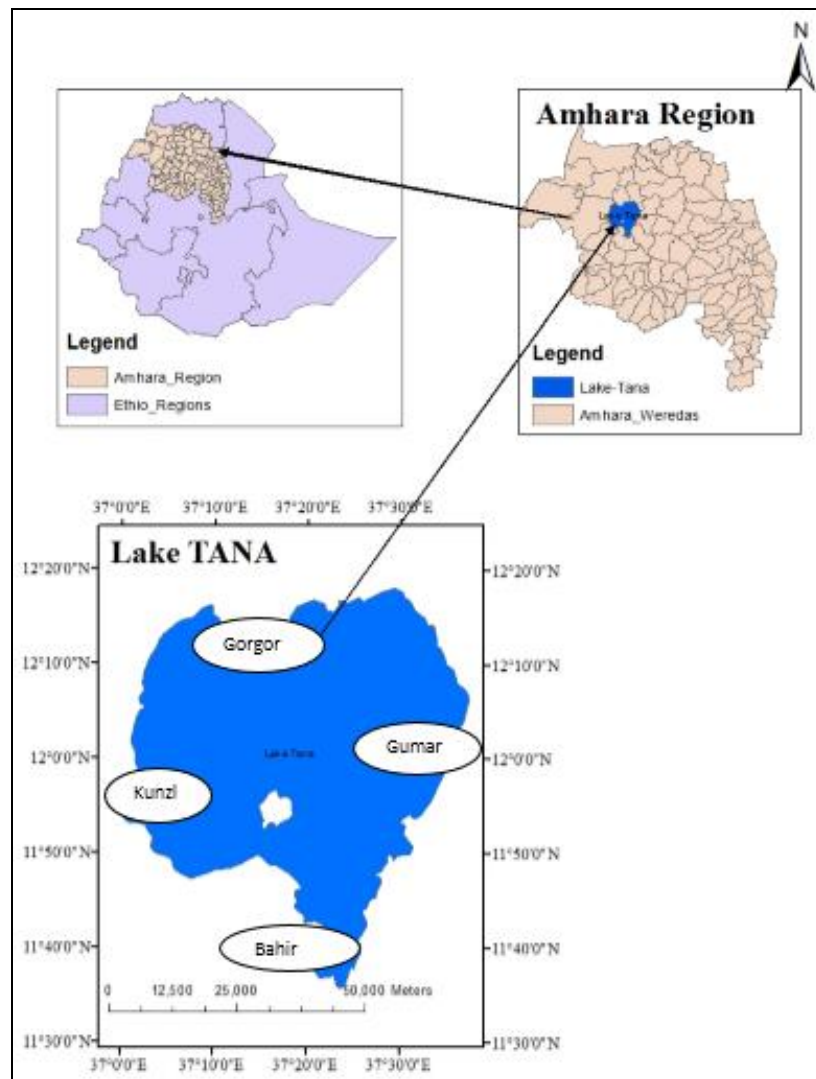 N
Amhara Region
Lake Tana
Legend
Lake-Tana
Amhara_Weredas
Legend
Amhara_Region
Ethio_Regions
37°0'0"E 37°10'0"E 37°20'0"E 37°30'0"E
Lake TANA
12°20'0"N 12°20'0"N
Gorgor
12°10'0"N 12°10'0"N
Gumar
12°0'0"N Lake Tana 12°0'0"N
Kunzl
11°50'0"N 11°50'0"N
11°40'0"N Bahir 11°40'0"N
0 12,500 25,000 50,000 Meters
11°30'0"N 11°30'0"N
37°0'0"E 37°10'0"E 37°20'0"E 37°30'0"E